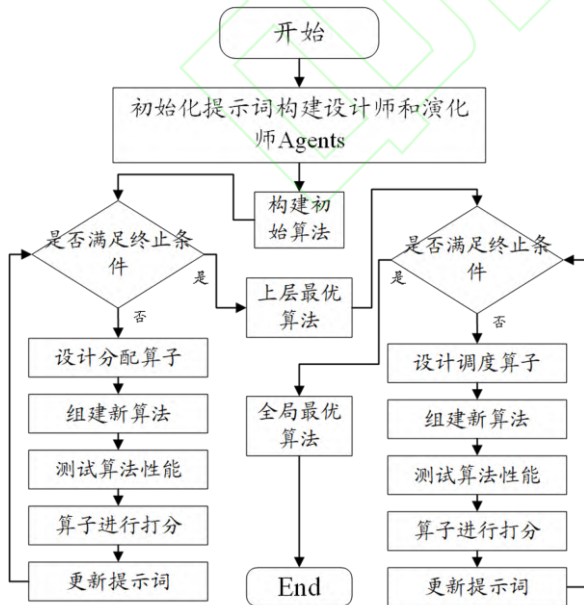 开始
初始化提示词构建设计师和演化
师Agents
构建初
始算法
是否满足终止条
件
是
否
设计分配算子
组建新算法
测试算法性能
算子进行打分
更新提示词
上层最优
算法
是否满足终止条
件
是
否
设计调度算子
组建新算法
测试算法性能
算子进行打分
更新提示词
全局最优
算法
End